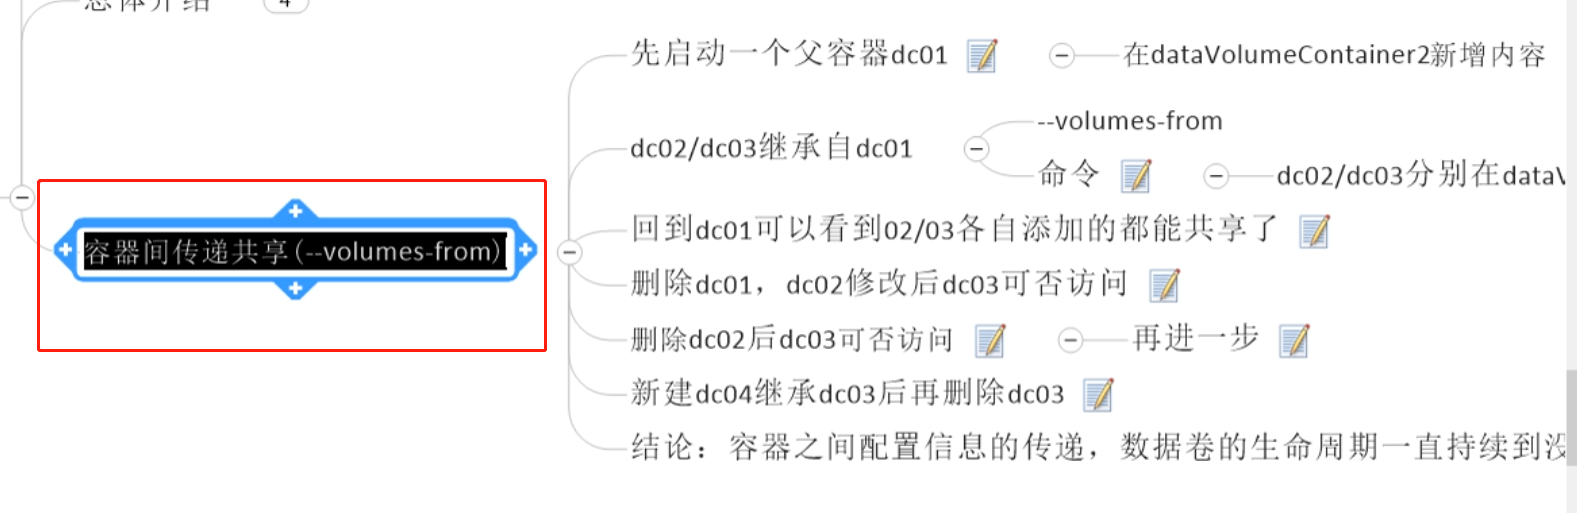 总体介绍 4
先启动一个父容器dc01
在dataVolumeContainer2新增内容
dc02/dc03继承自dc01
--volumes-from
命令
dc02/dc03分别在data
容器间传递共享(--volumes-from)
回到dc01可以看到02/03各自添加的都能共享了
删除dc01，dc02修改后dc03可否访问
删除dc02后dc03可否访问
再进一步
新建dc04继承dc03后再删除dc03
结论：容器之间配置信息的传递，数据卷的生命周期一直持续到没